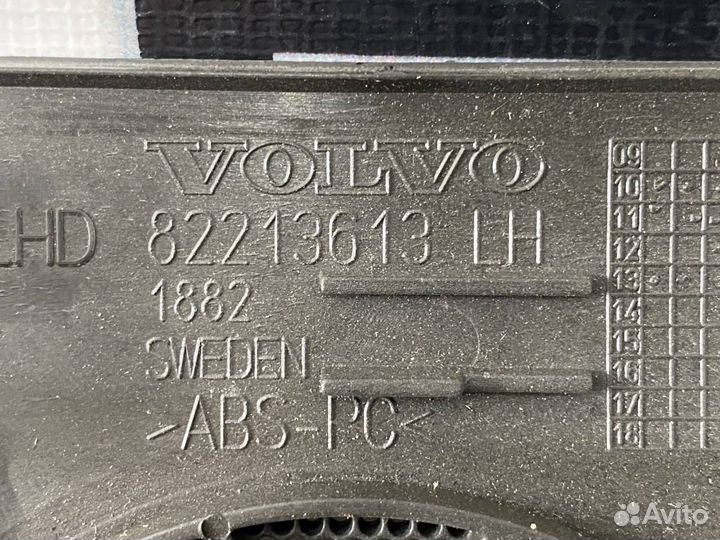 VOLVO
LHD 82213613 LH
1882
SWEDEN
>ABS-PC<
09
10
11
12
13
14
15
16
17
18
Avito